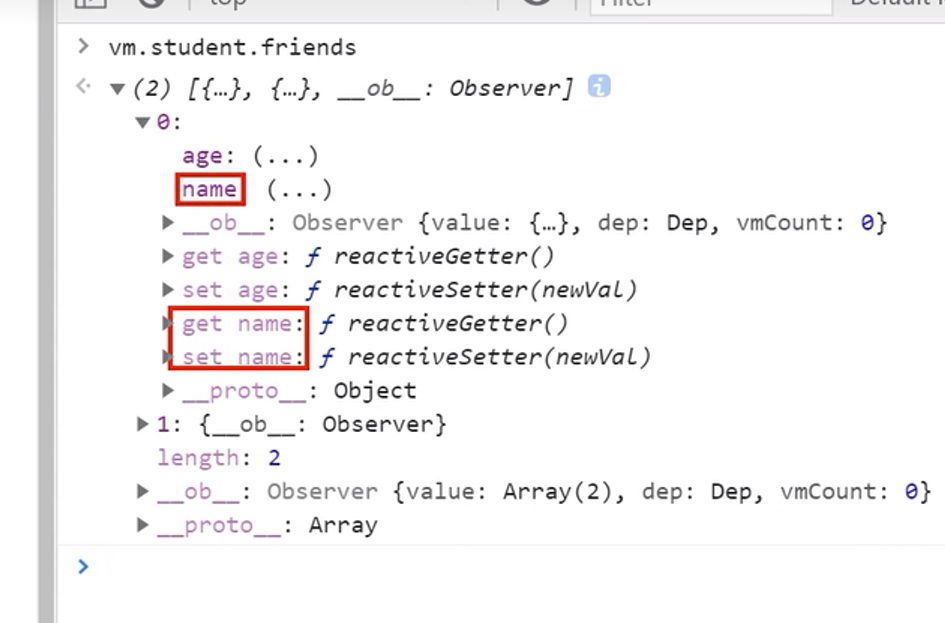 top
Filter
> vm.student.friends
(2) [{…}, {…}, __ob__: Observer] i
0:
age: (...)
name (...)
__ob__: Observer {value: {…}, dep: Dep, vmCount: 0}
get age: ƒ reactiveGetter()
set age: ƒ reactiveSetter(newVal)
get name: ƒ reactiveGetter()
set name: ƒ reactiveSetter(newVal)
__proto__: Object
1: {__ob__: Observer}
length: 2
__ob__: Observer {value: Array(2), dep: Dep, vmCount: 0}
__proto__: Array
>